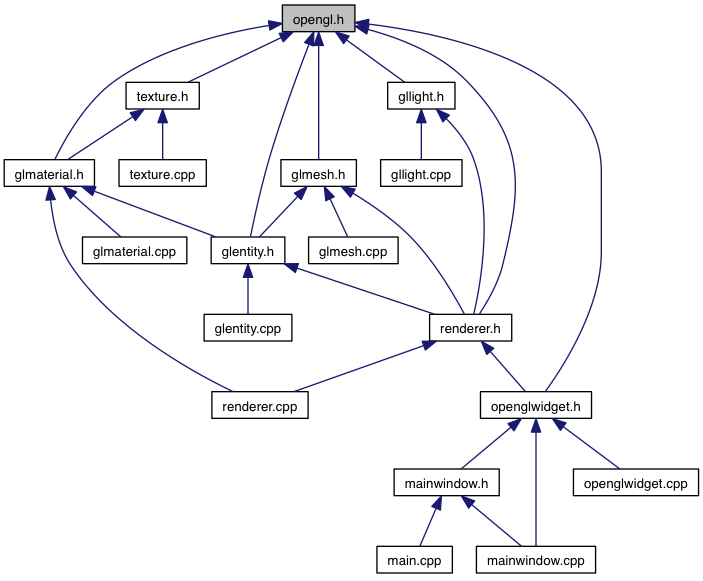 opengl.h
texture.h
gllight.h
glmaterial.h
texture.cpp
glmesh.h
gllight.cpp
glmaterial.cpp
glentity.h
glmesh.cpp
glentity.cpp
renderer.h
renderer.cpp
openglwidget.h
mainwindow.h
openglwidget.cpp
main.cpp
mainwindow.cpp